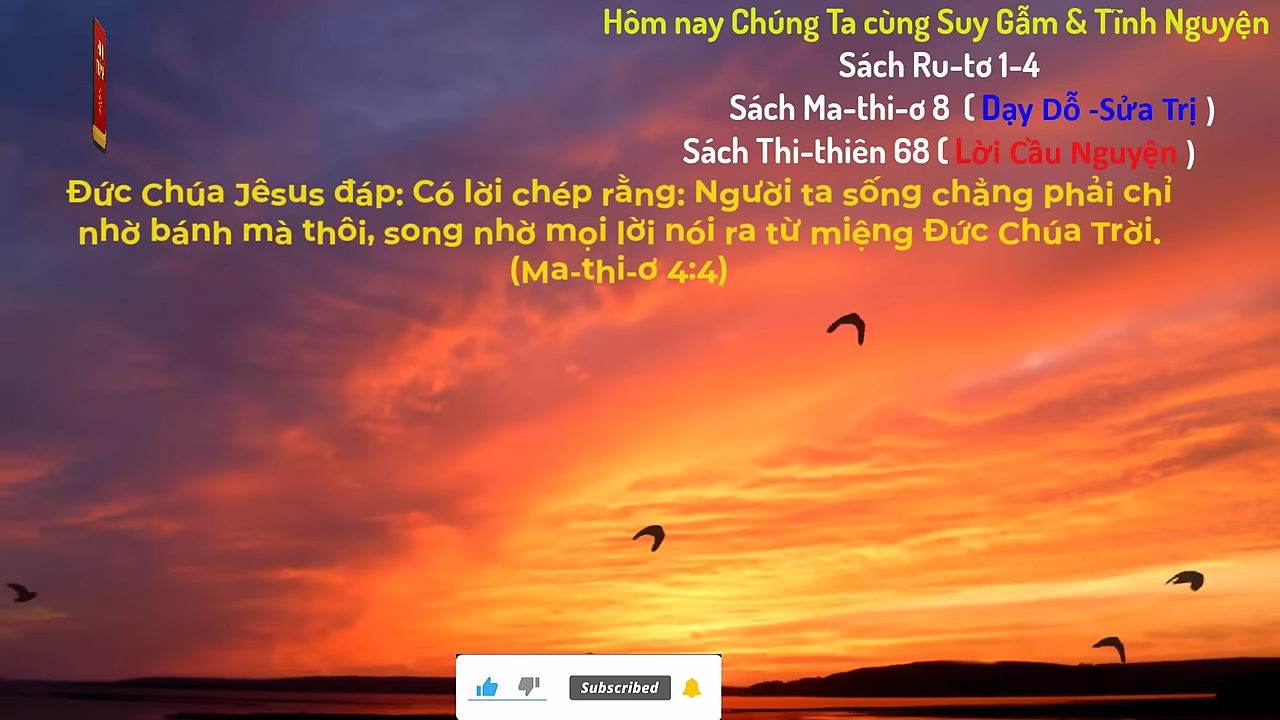 Hôm nay Chúng Ta cùng Suy Gẫm & Tĩnh Nguyện
Sách Ru-tơ 1-4
Sách Ma-thi-ơ 8 ( Dạy Dỗ -Sửa Trị )
Sách Thi-thiên 68 ( Lời Cầu Nguyện )
Đức Chúa Jêsus đáp: Có lời chép rằng: Người ta sống chẳng phải chỉ
nhờ bánh mà thôi, song nhờ mọi lời nói ra từ miệng Đức Chúa Trời.
(Ma-thi-ơ 4:4)
Subscribed